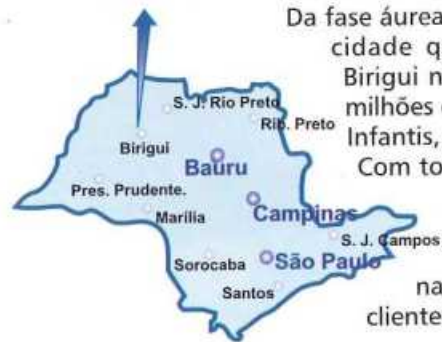 Da fase áurea
cidade q
Birigui n
milhões
Infantis,
Com to
na
cliente
S. J. Rio Preto
Rib. Preto
Birigui
Bauru
Pres. Prudente.
Marília
Campinas
S. J. Campos
Sorocaba
São Paulo
Santos